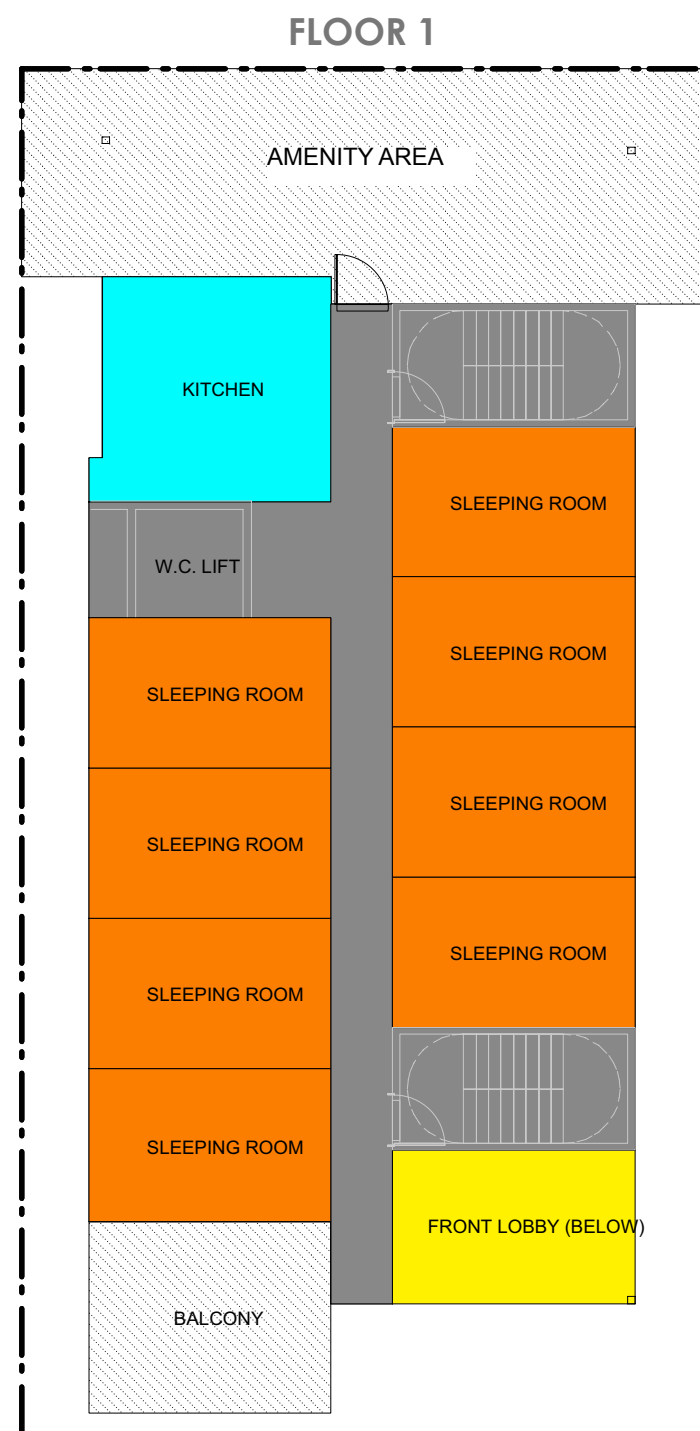 FLOOR 1
AMENITY AREA
KITCHEN
SLEEPING ROOM
W.C. LIFT
SLEEPING ROOM
SLEEPING ROOM
SLEEPING ROOM
SLEEPING ROOM
SLEEPING ROOM
SLEEPING ROOM
SLEEPING ROOM
SLEEPING ROOM
FRONT LOBBY (BELOW)
BALCONY